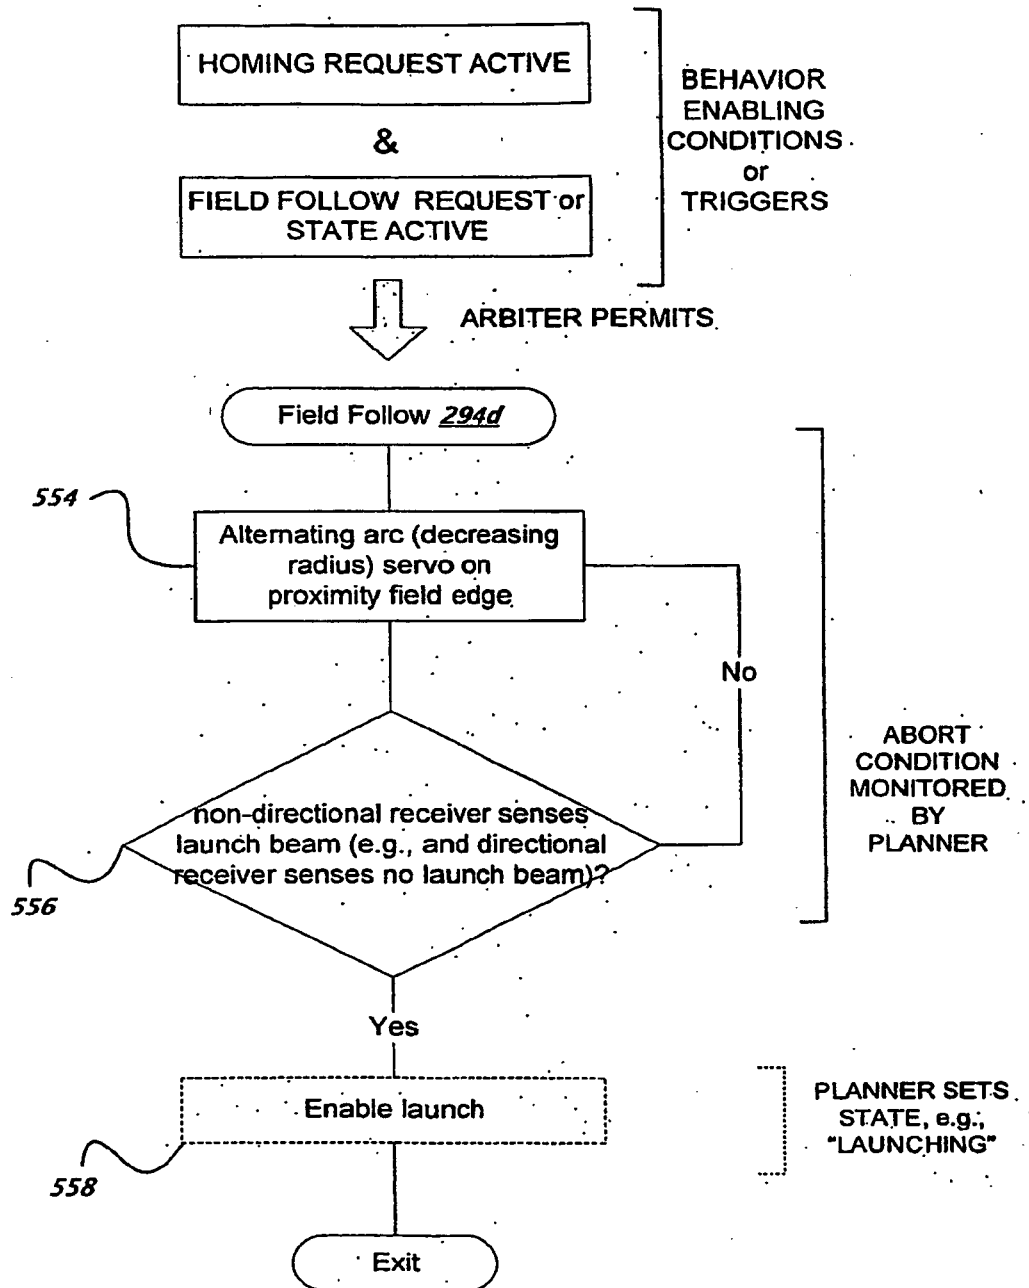 HOMING REQUEST ACTIVE
&
FIELD FOLLOW REQUEST or
STATE ACTIVE
BEHAVIOR
ENABLING
CONDITIONS
or
TRIGGERS
ARBITER PERMITS
Field Follow 294d
554
Alternating arc (decreasing
radius) servo on
proximity field edge
No
non-directional receiver senses
launch beam (e.g., and directional
receiver senses no launch beam)?
556
ABORT
CONDITION
MONITORED
BY
PLANNER
Yes
Enable launch
558
PLANNER SETS
STATE, e.g.,
"LAUNCHING"
Exit